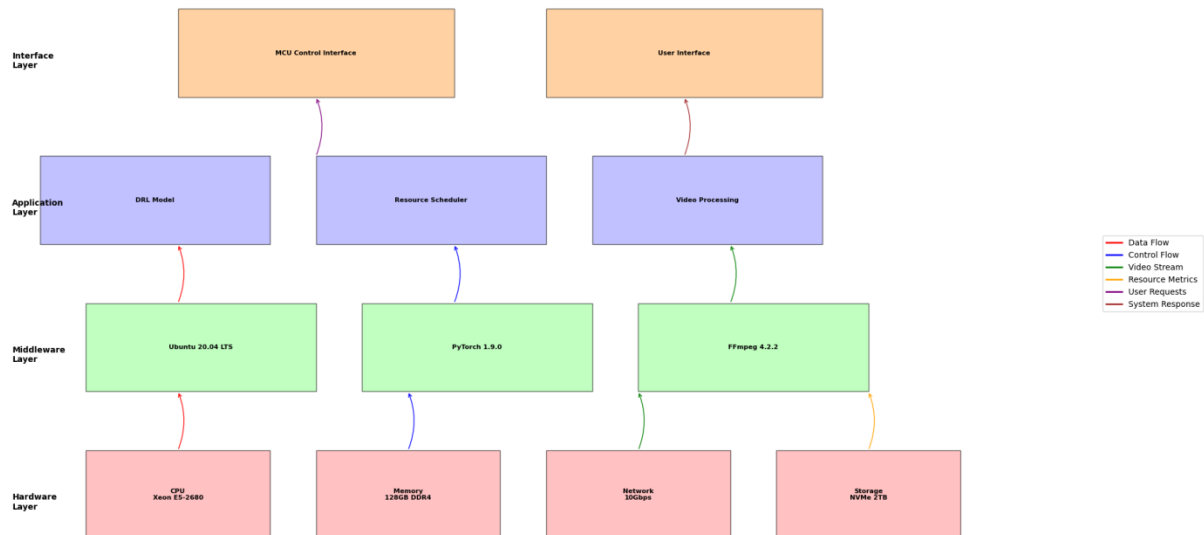 Interface
Layer
MCU Control Interface
User Interface
Application
Layer
DRL Model
Resource Scheduler
Video Processing
Data Flow
Control Flow
Video Stream
Resource Metrics
User Requests
System Response
Middleware
Layer
Ubuntu 20.04 LTS
PyTorch 1.9.0
FFmpeg 4.2.2
Hardware
Layer
CPU
Xeon E5-2680
Memory
128GB DDR4
Network
10Gbps
Storage
NVMe 2TB